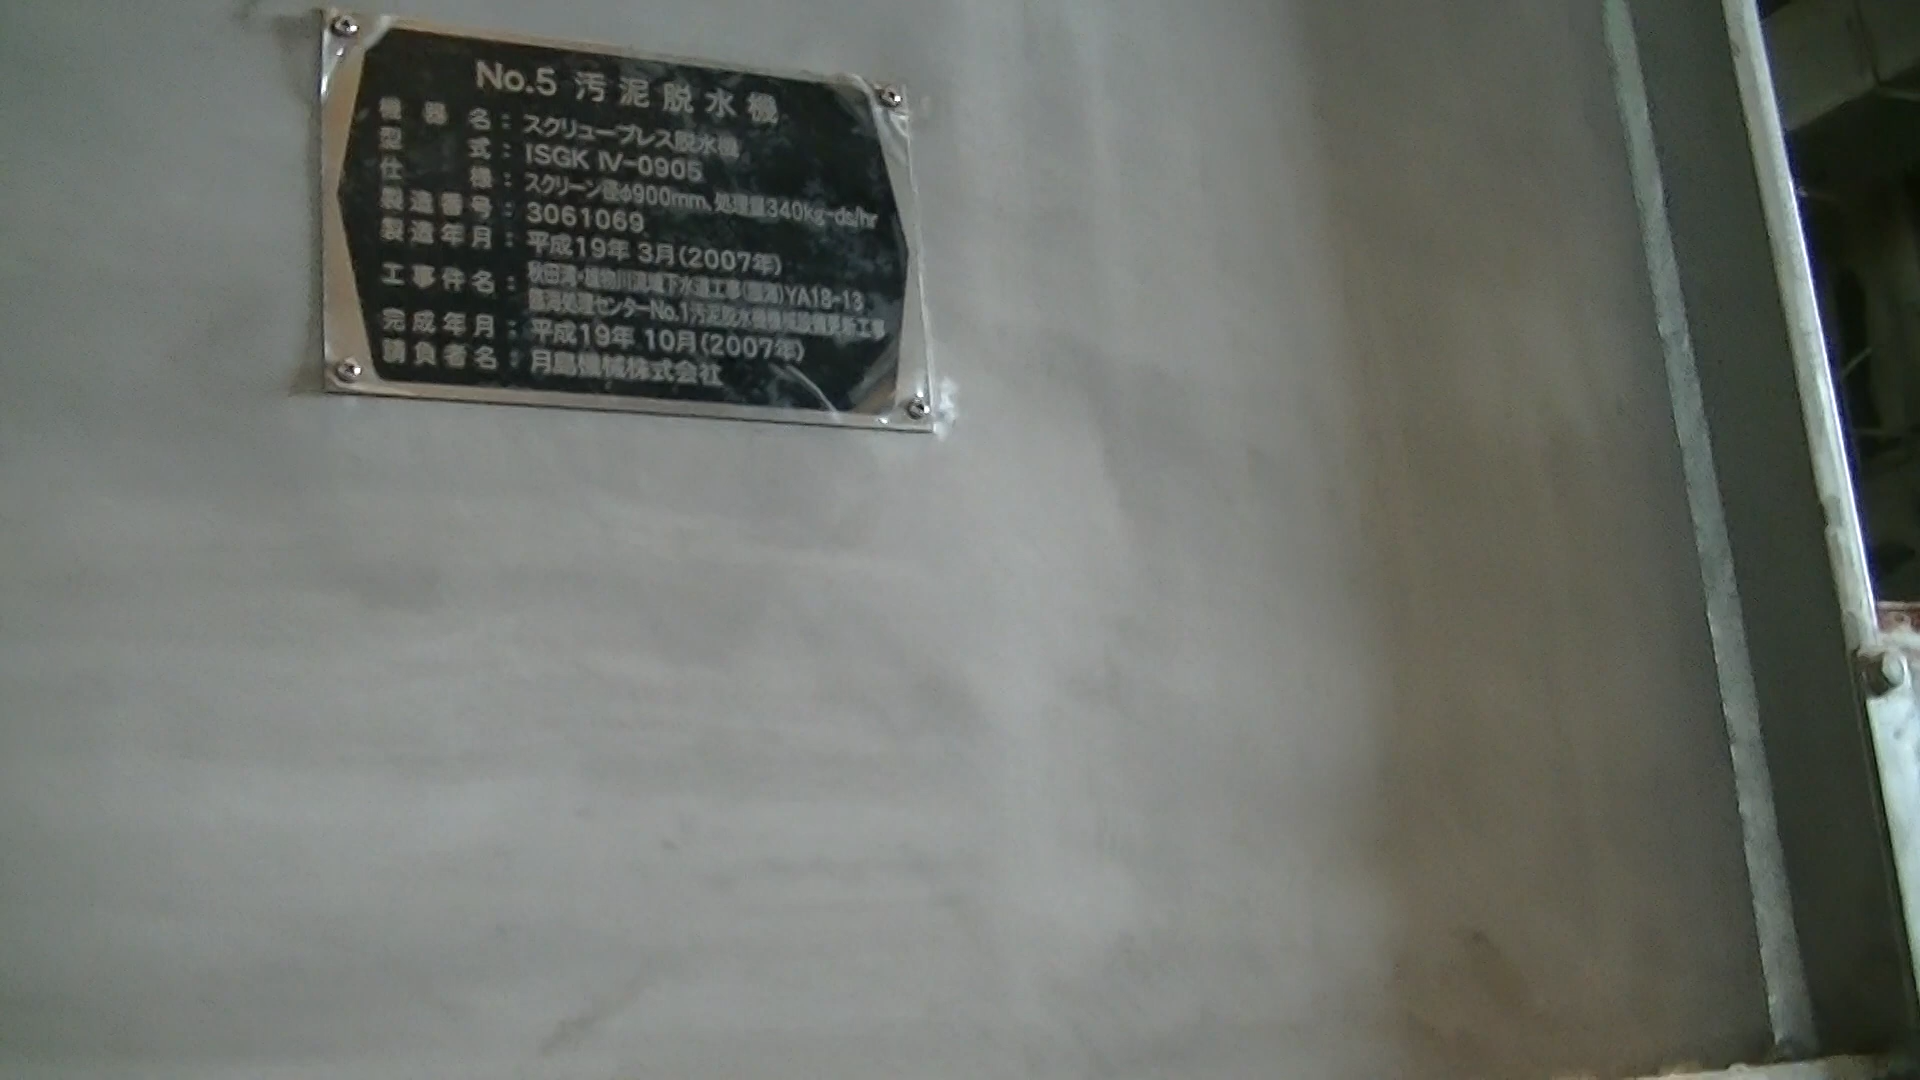 No.5 汚泥脱水機
機器名：スクリュープレス脱水機
型式：ISGK Ⅳ-0905
仕様：スクリーン径φ900mm、処理量340kg-ds/hr
製造番号：3061069
製造年月：平成19年 3月(2007年)
工事件名：秋田湾・雄物川流域下水道工事(臨海)YA18-13
臨海処理センターNo.1汚泥脱水機機械設備更新工事
完成年月：平成19年 10月(2007年)
請負者名：月島機械株式会社